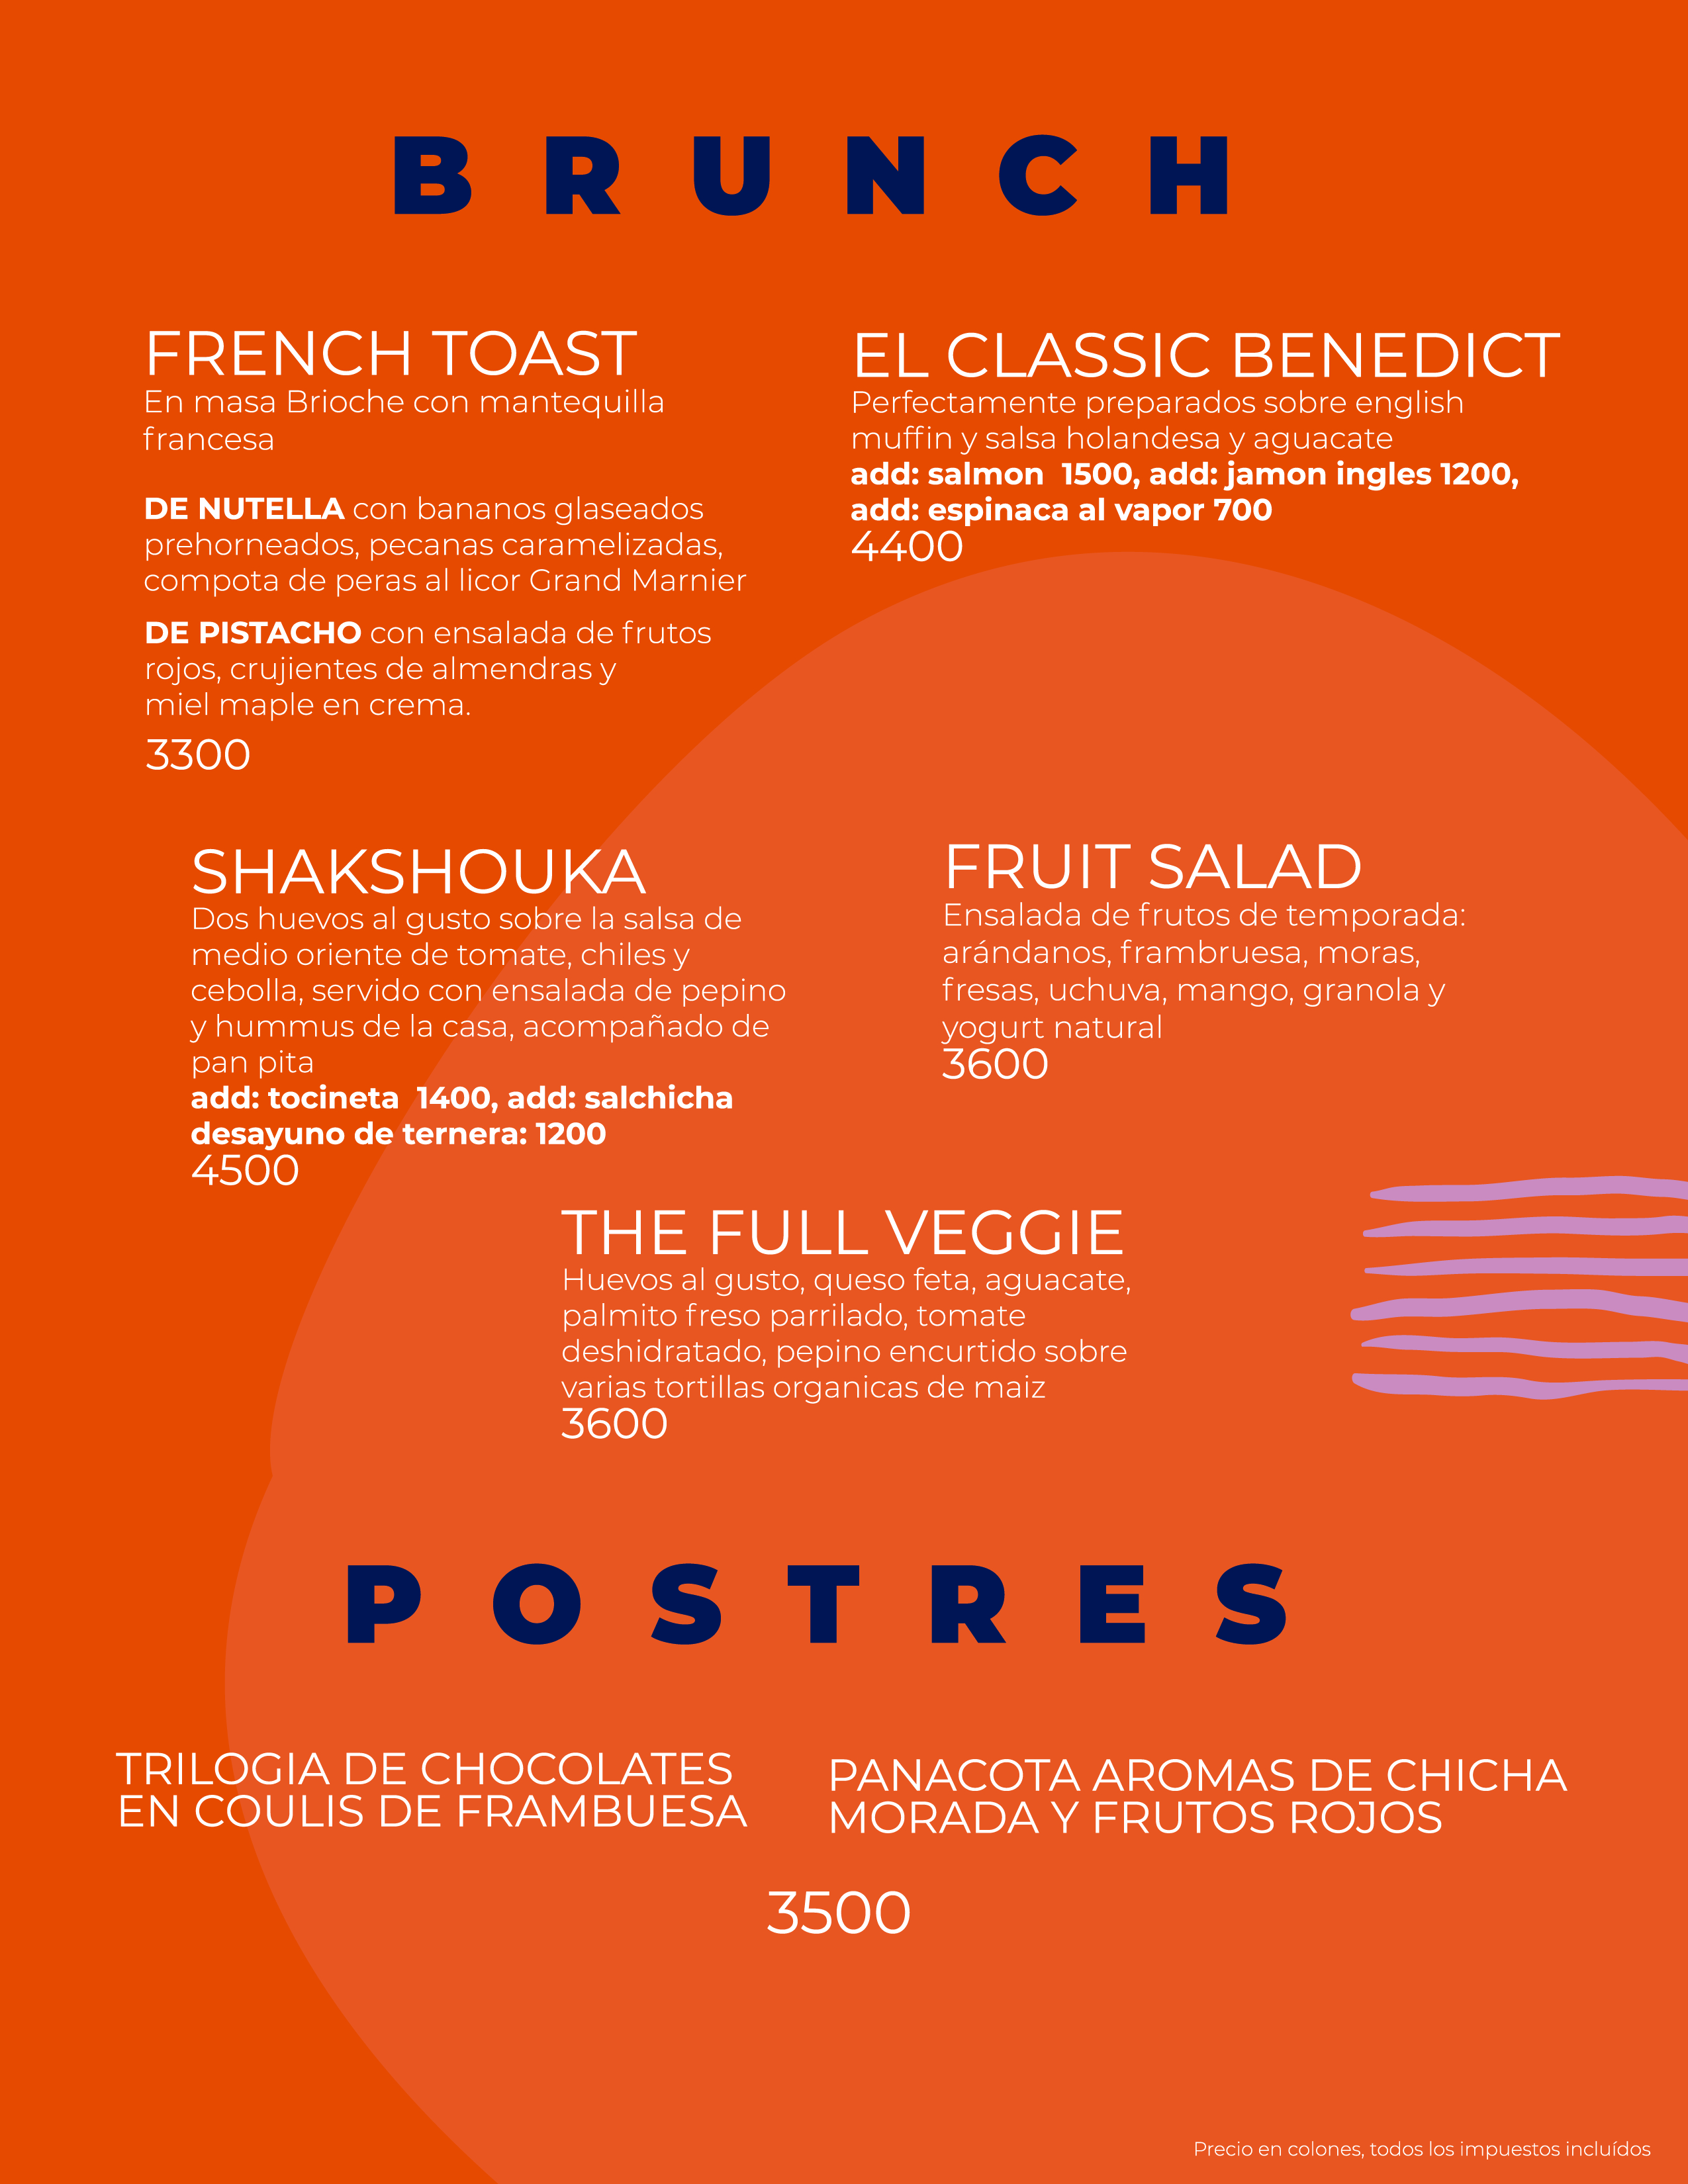 BRUNCH
FRENCH TOAST
En masa Brioche con mantequilla
francesa
DE NUTELLA con bananos glaseados
prehorneados, pecanas caramelizadas,
compota de peras al licor Grand Marnier
DE PISTACHO con ensalada de frutos
rojos, crujientes de almendras y
miel maple en crema.
3300
EL CLASSIC BENEDICT
Perfectamente preparados sobre english
muffin y salsa holandesa y aguacate
add: salmon  1500, add: jamon ingles 1200,
add: espinaca al vapor 700
4400
SHAKSHOUKA
Dos huevos al gusto sobre la salsa de
medio oriente de tomate, chiles y
cebolla, servido con ensalada de pepino
y hummus de la casa, acompañado de
pan pita
add: tocineta  1400, add: salchicha
desayuno de ternera: 1200
4500
FRUIT SALAD
Ensalada de frutos de temporada:
arándanos, frambruesa, moras,
fresas, uchuva, mango, granola y
yogurt natural
3600
THE FULL VEGGIE
Huevos al gusto, queso feta, aguacate,
palmito freso parrilado, tomate
deshidratado, pepino encurtido sobre
varias tortillas organicas de maiz
3600
POSTRES
TRILOGIA DE CHOCOLATES
EN COULIS DE FRAMBUESA
PANACOTA AROMAS DE CHICHA
MORADA Y FRUTOS ROJOS
3500
Precio en colones, todos los impuestos incluídos